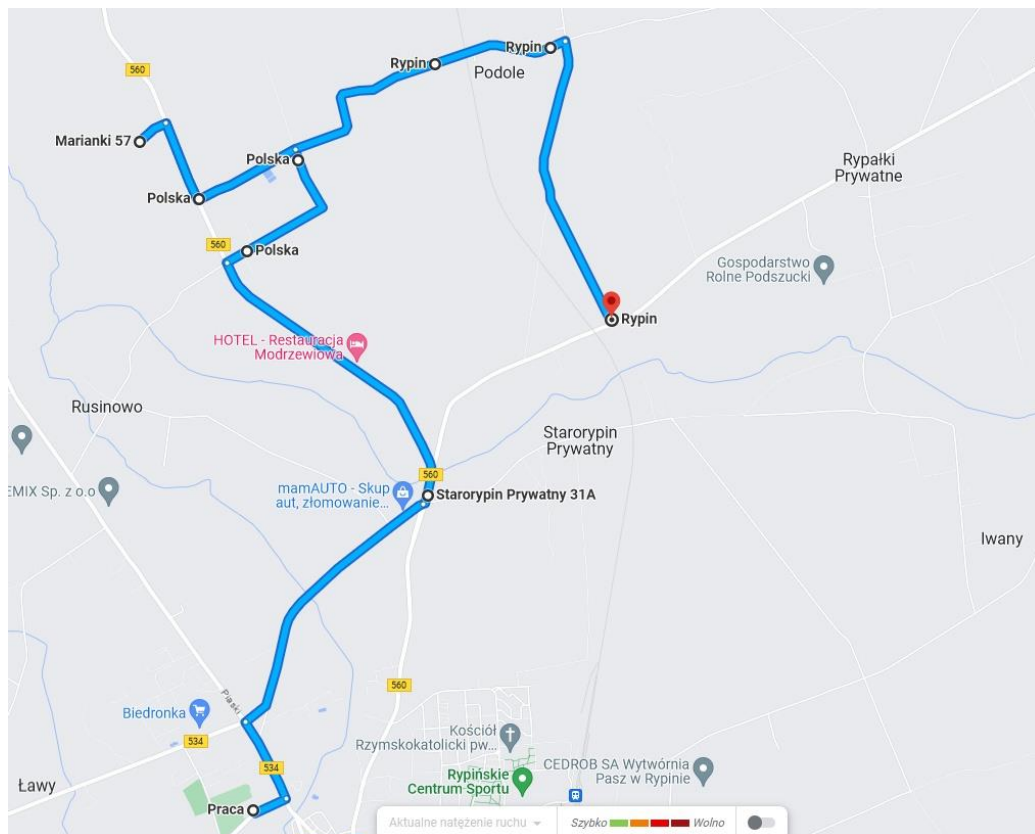 Rypin
Rypin
Podole
560
Marianki 57
Polska
Rypałki
Prywatne
Polska
560
Polska
Gospodarstwo
Rolne Podszucki
Rypin
HOTEL - Restauracja
Modrzewiowa
Rusinowo
Starorypin
Prywatny
560
EMIX Sp. z o.o
mamAUTO - Skup
aut, złomowanie...
Starorypin Prywatny 31A
Iwany
560
Piaski
Biedronka
534
Kościół
Rzymskokatolicki pw...
534
CEDROB SA Wytwórnia
Pasz w Rypinie
Rypińskie
Centrum Sportu
Ławy
Praca
Aktualne natężenie ruchu
Szybko
Wolno